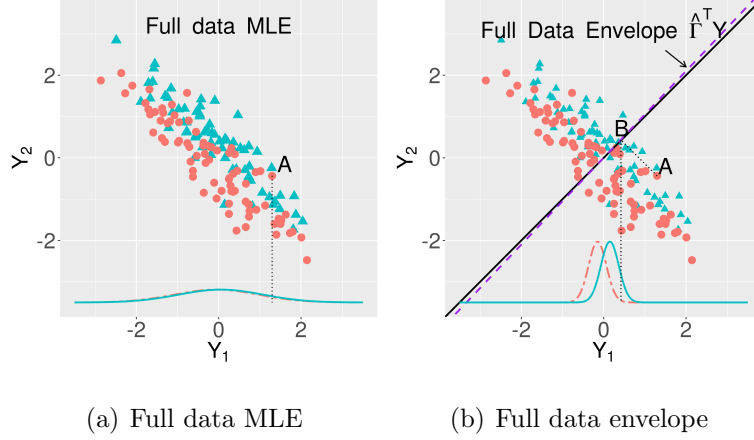 Full data MLE
A
Y₂
2
0
-2
-2 0 2
Y₁
(a) Full data MLE
Full Data Envelope Γ̂ᵀY
B
A
Y₂
2
0
-2
-2 0 2
Y₁
(b) Full data envelope